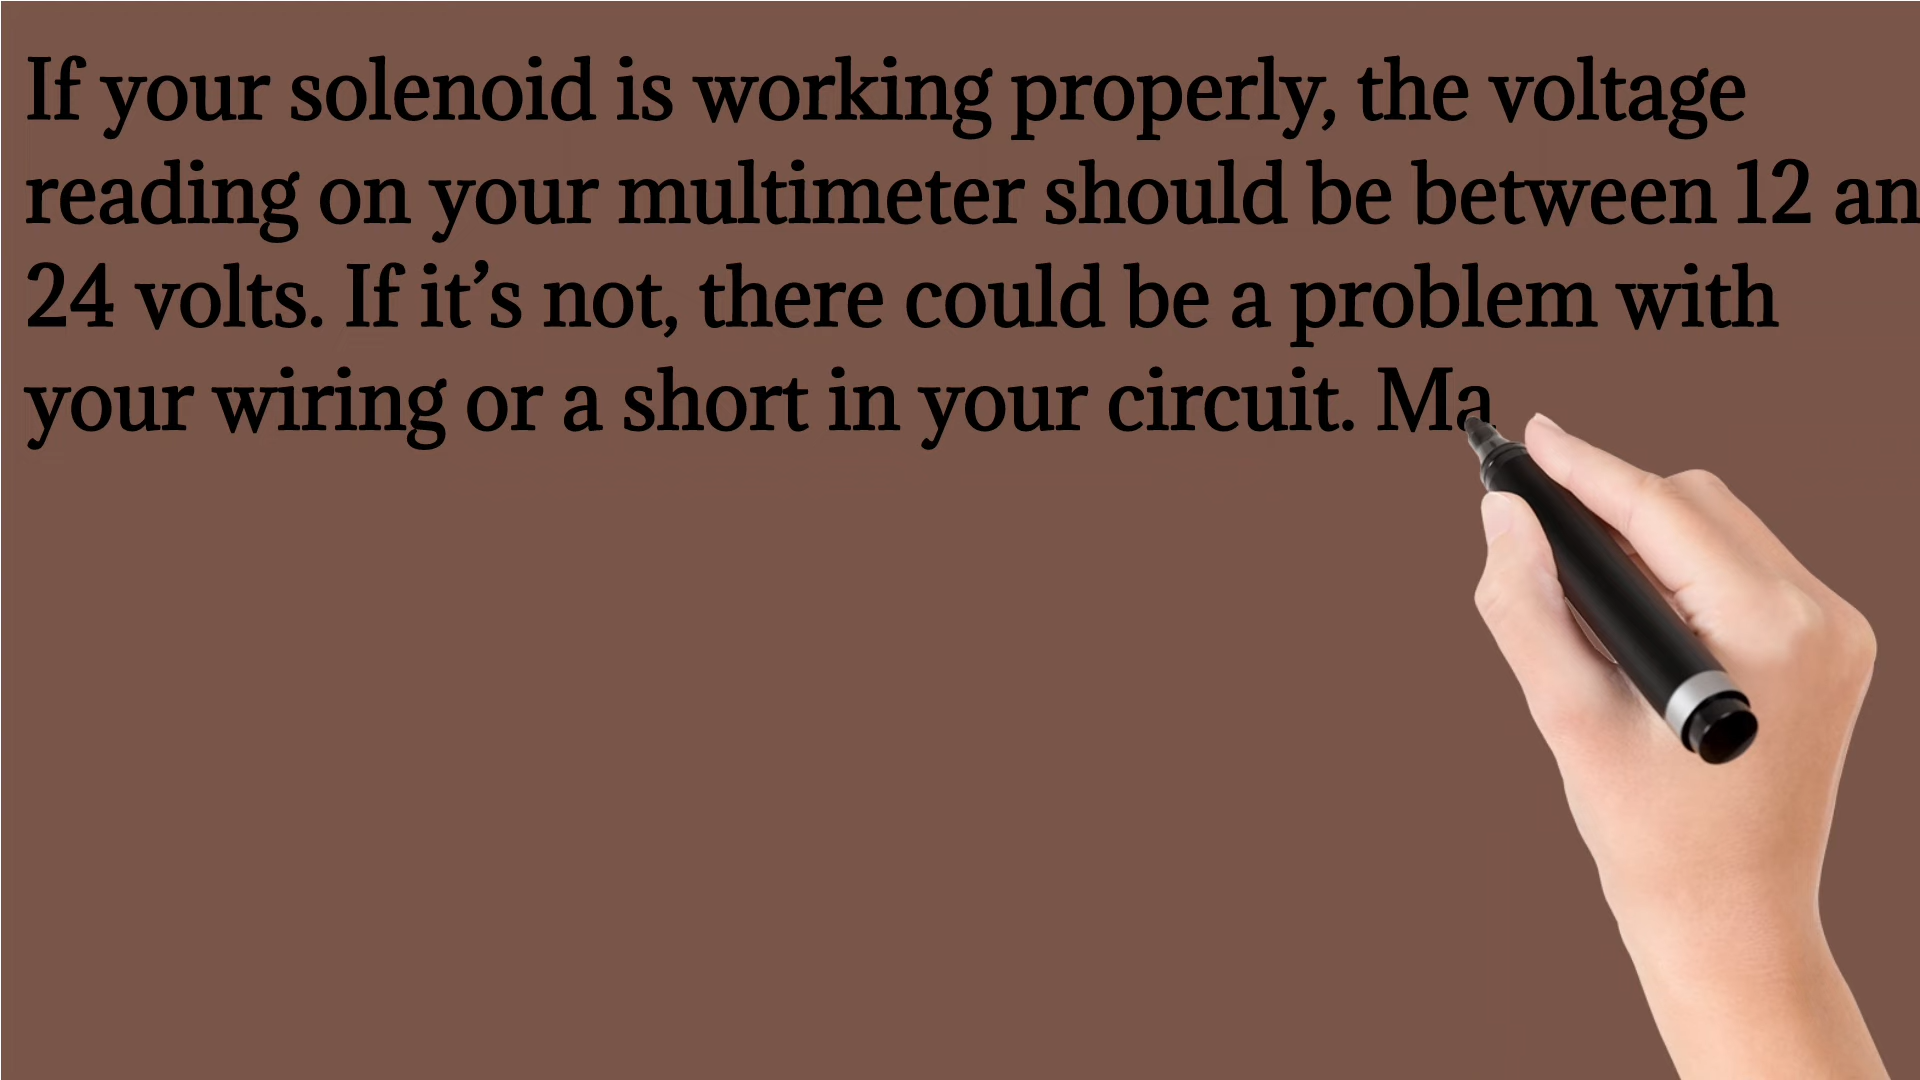 If your solenoid is working properly, the voltage
reading on your multimeter should be between 12 an
24 volts. If it’s not, there could be a problem with
your wiring or a short in your circuit. Ma